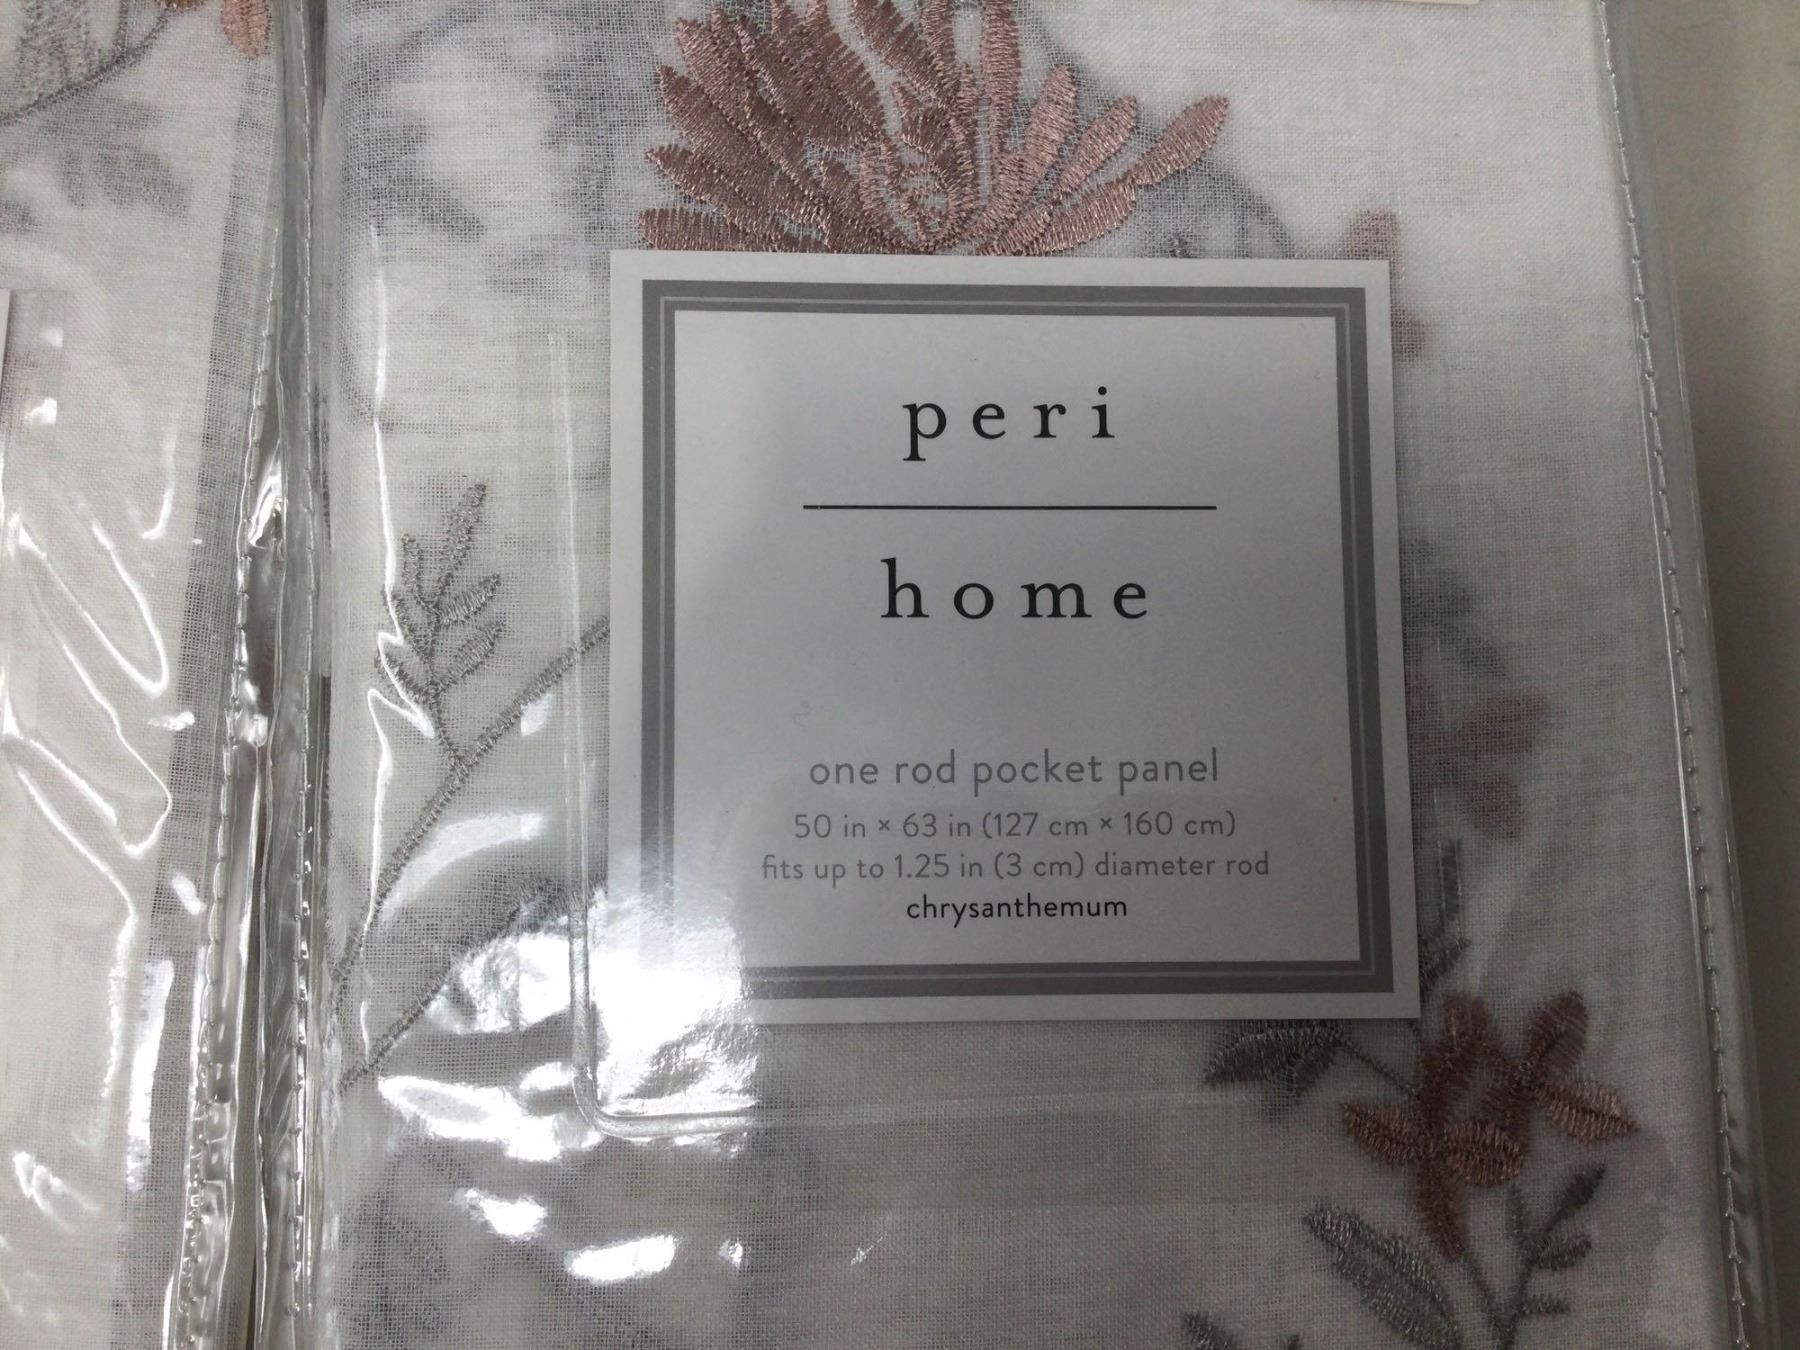 peri
home
one rod pocket panel
50 in × 63 in (127 cm × 160 cm)
fits up to 1.25 in (3 cm) diameter rod
chrysanthemum